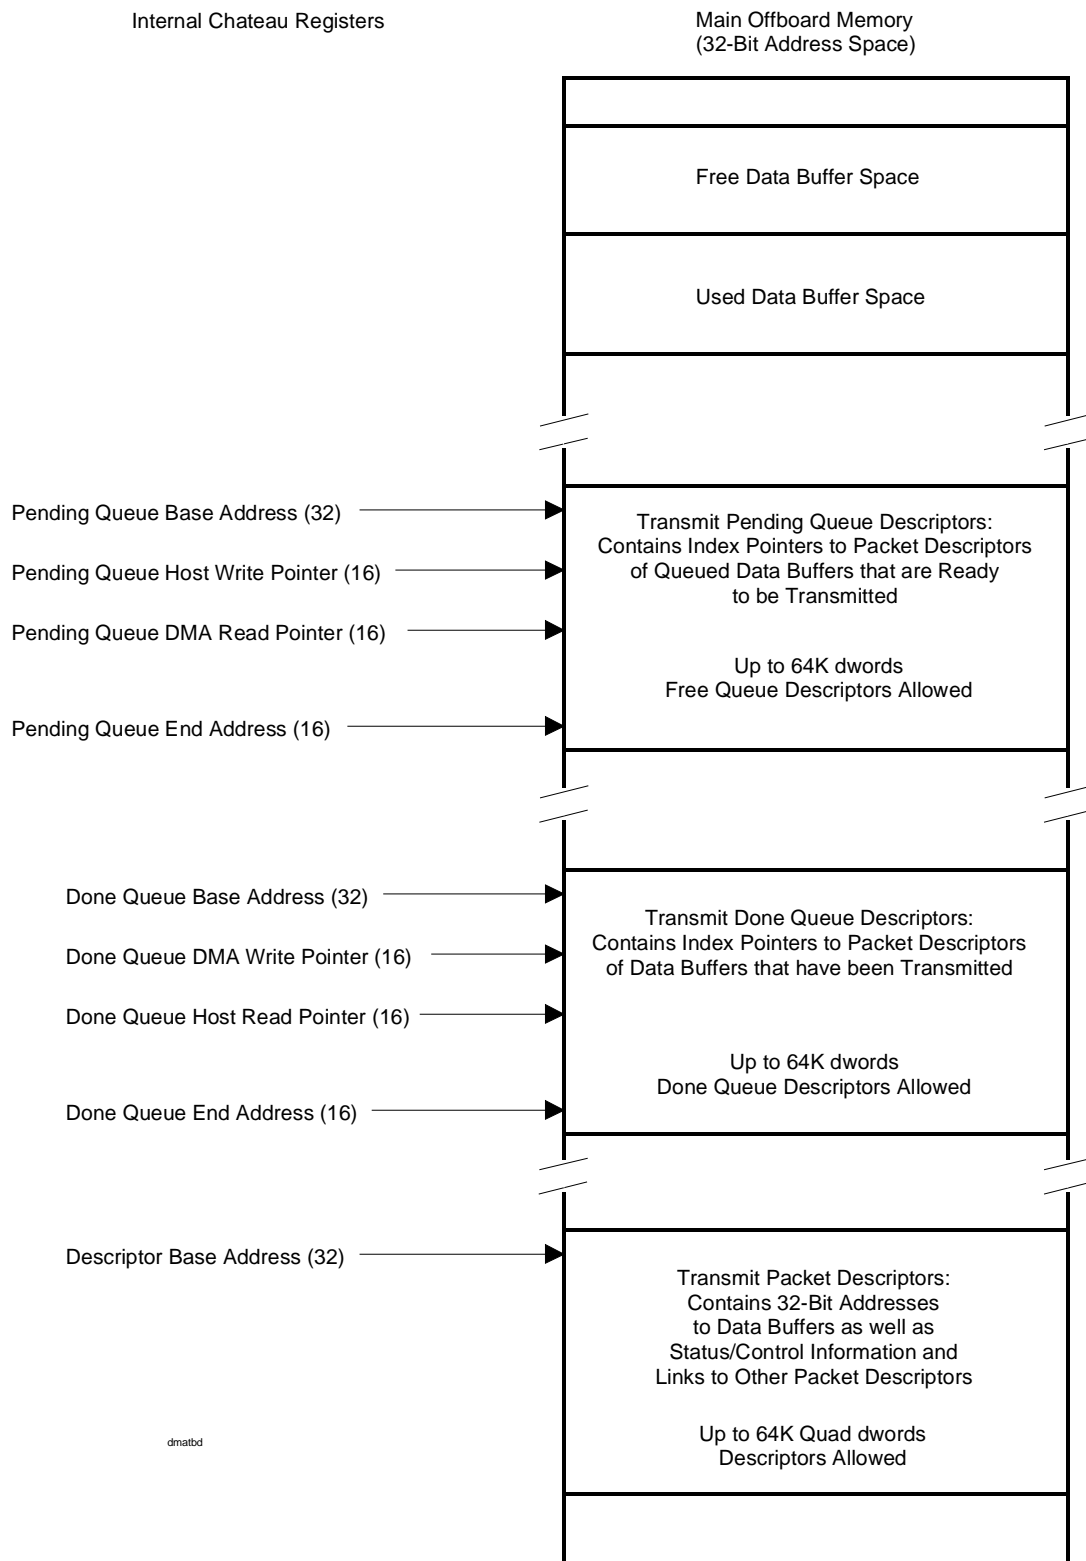 Internal Chateau Registers
Main Offboard Memory
(32-Bit Address Space)
Free Data Buffer Space
Used Data Buffer Space
Pending Queue Base Address (32)
Pending Queue Host Write Pointer (16)
Pending Queue DMA Read Pointer (16)
Pending Queue End Address (16)
Transmit Pending Queue Descriptors:
Contains Index Pointers to Packet Descriptors
of Queued Data Buffers that are Ready
to be Transmitted
Up to 64K dwords
Free Queue Descriptors Allowed
Done Queue Base Address (32)
Done Queue DMA Write Pointer (16)
Done Queue Host Read Pointer (16)
Done Queue End Address (16)
Transmit Done Queue Descriptors:
Contains Index Pointers to Packet Descriptors
of Data Buffers that have been Transmitted
Up to 64K dwords
Done Queue Descriptors Allowed
Descriptor Base Address (32)
Transmit Packet Descriptors:
Contains 32-Bit Addresses
to Data Buffers as well as
Status/Control Information and
Links to Other Packet Descriptors
Up to 64K Quad dwords
Descriptors Allowed
dmatbd